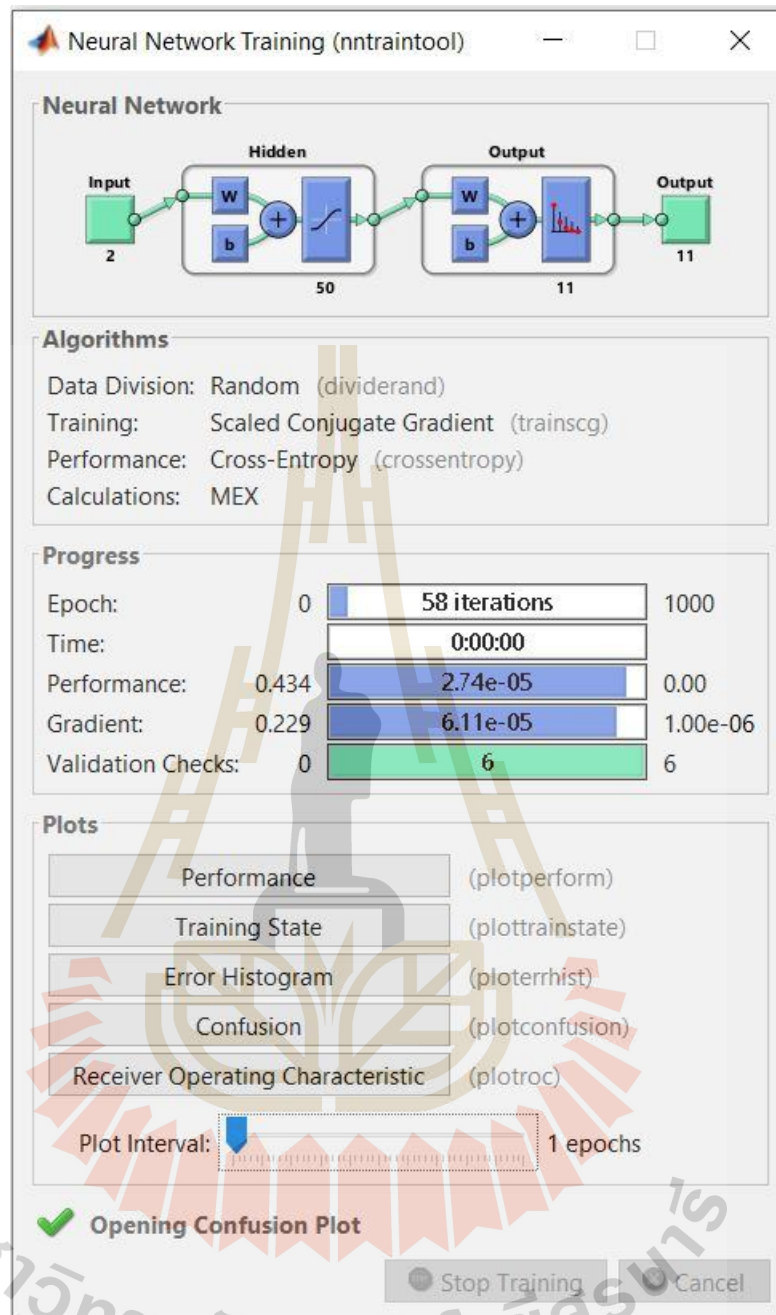 Neural Network Training (nntraintool)
Neural Network
Hidden
Output
Input
W
b
+
W
b
+
Output
2
50
11
11
Algorithms
Data Division: Random (dividerand)
Training: Scaled Conjugate Gradient (trainscg)
Performance: Cross-Entropy (crossentropy)
Calculations: MEX
Progress
Epoch: 0 58 iterations 1000
Time: 0:00:00
Performance: 0.434 2.74e-05 0.00
Gradient: 0.229 6.11e-05 1.00e-06
Validation Checks: 0 6 6
Plots
Performance (plotperform)
Training State (plottrainstate)
Error Histogram (ploterrhist)
Confusion (plotconfusion)
Receiver Operating Characteristic (plotroc)
Plot Interval: 1 epochs
Opening Confusion Plot
Stop Training Cancel